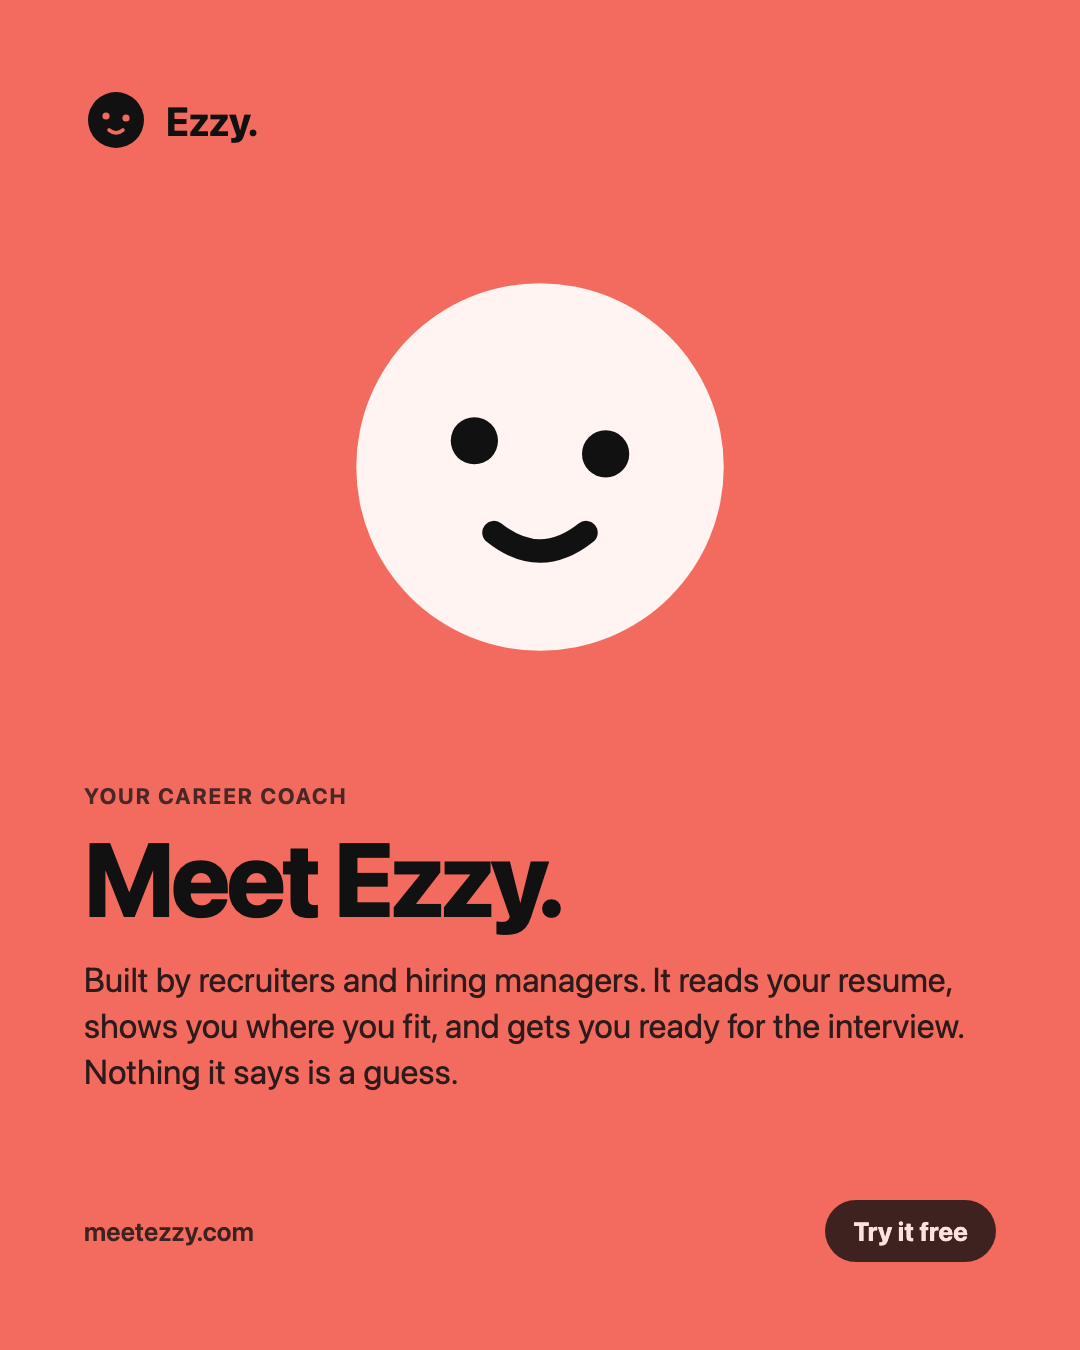 Ezzy.
YOUR CAREER COACH
Meet Ezzy.
Built by recruiters and hiring managers. It reads your resume,
shows you where you fit, and gets you ready for the interview.
Nothing it says is a guess.
meetezzy.com
Try it free